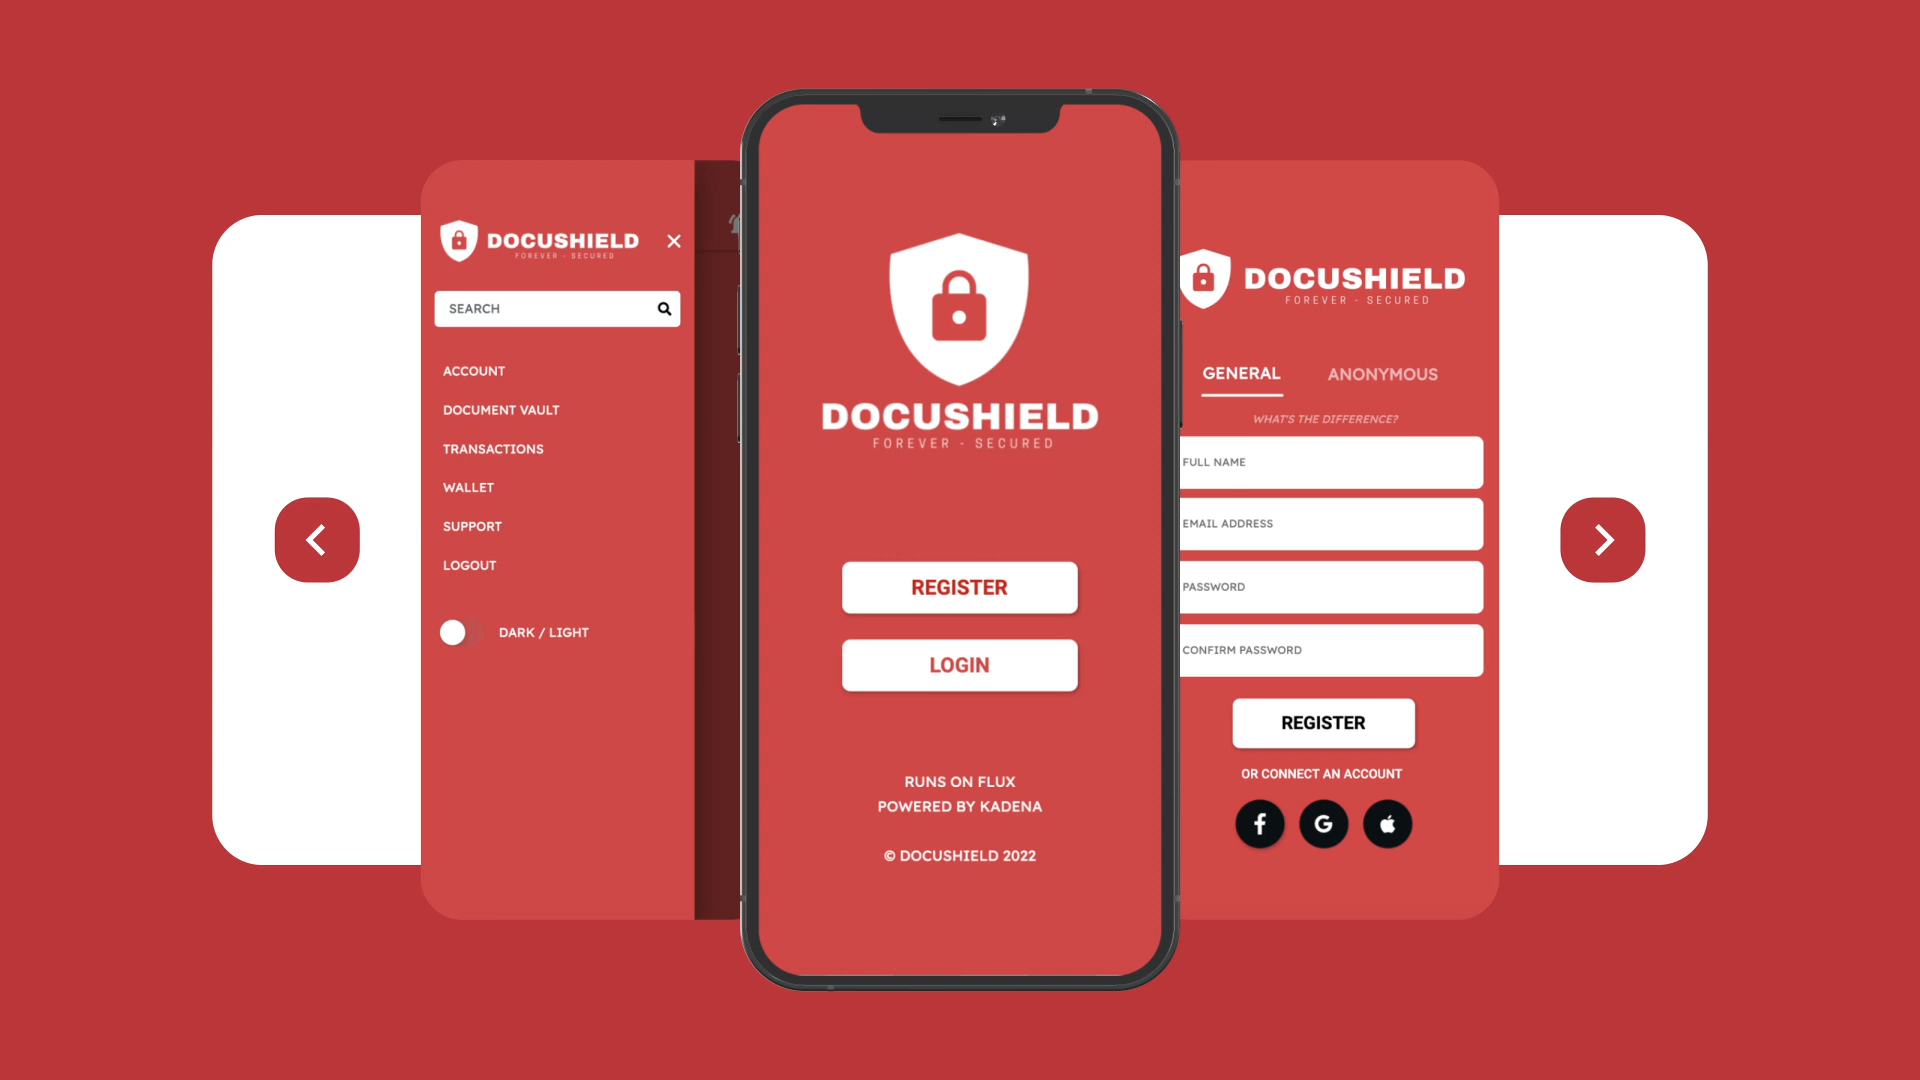 DOCUSHIELD
FOREVER - SECURED
SEARCH
ACCOUNT
DOCUMENT VAULT
TRANSACTIONS
WALLET
SUPPORT
LOGOUT
DARK / LIGHT
DOCUSHIELD
FOREVER - SECURED
REGISTER
LOGIN
RUNS ON FLUX
POWERED BY KADENA
© DOCUSHIELD 2022
DOCUSHIELD
FOREVER - SECURED
GENERAL ANONYMOUS
WHAT'S THE DIFFERENCE?
FULL NAME
EMAIL ADDRESS
PASSWORD
CONFIRM PASSWORD
REGISTER
OR CONNECT AN ACCOUNT